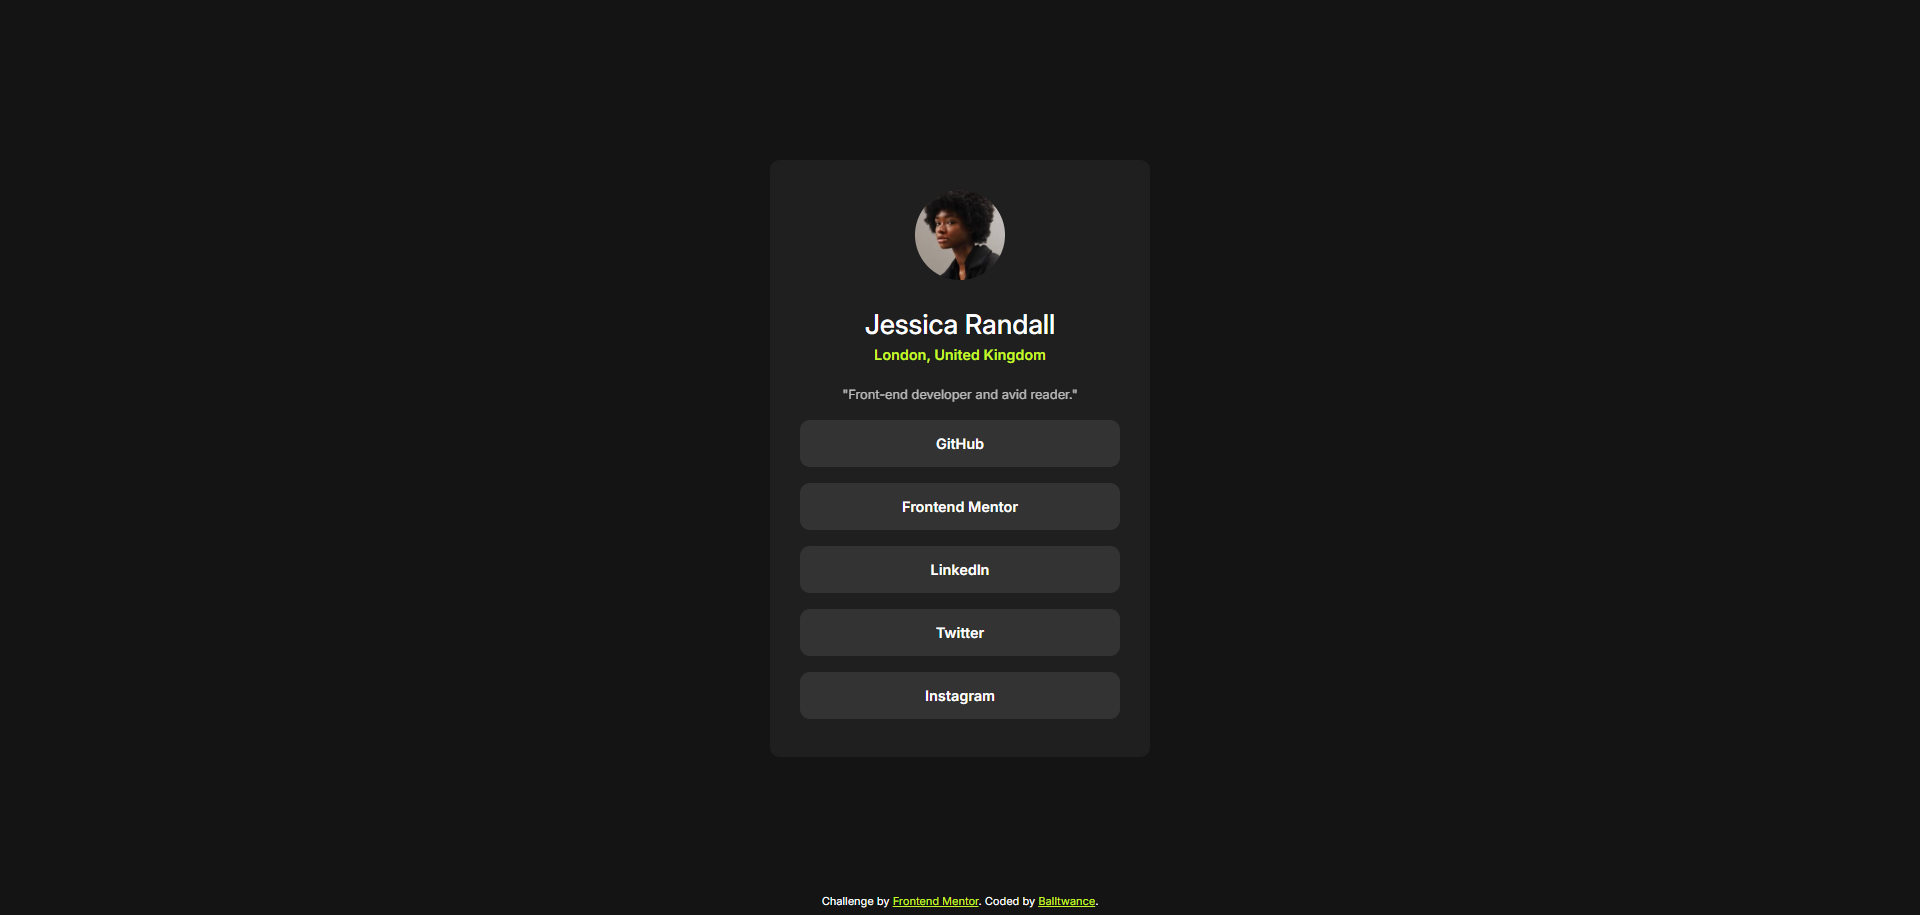 Jessica Randall
London, United Kingdom
"Front-end developer and avid reader."
GitHub
Frontend Mentor
LinkedIn
Twitter
Instagram
Challenge by Frontend Mentor. Coded by Balltwance.